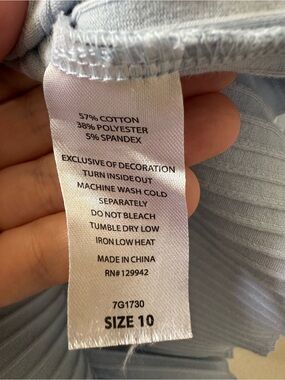 57% COTTON
38% POLYESTER
5% SPANDEX
EXCLUSIVE OF DECORATION
TURN INSIDE OUT
MACHINE WASH COLD
SEPARATELY
DO NOT BLEACH
TUMBLE DRY LOW
IRON LOW HEAT
MADE IN CHINA
RN# 129942
7G1730
SIZE 10